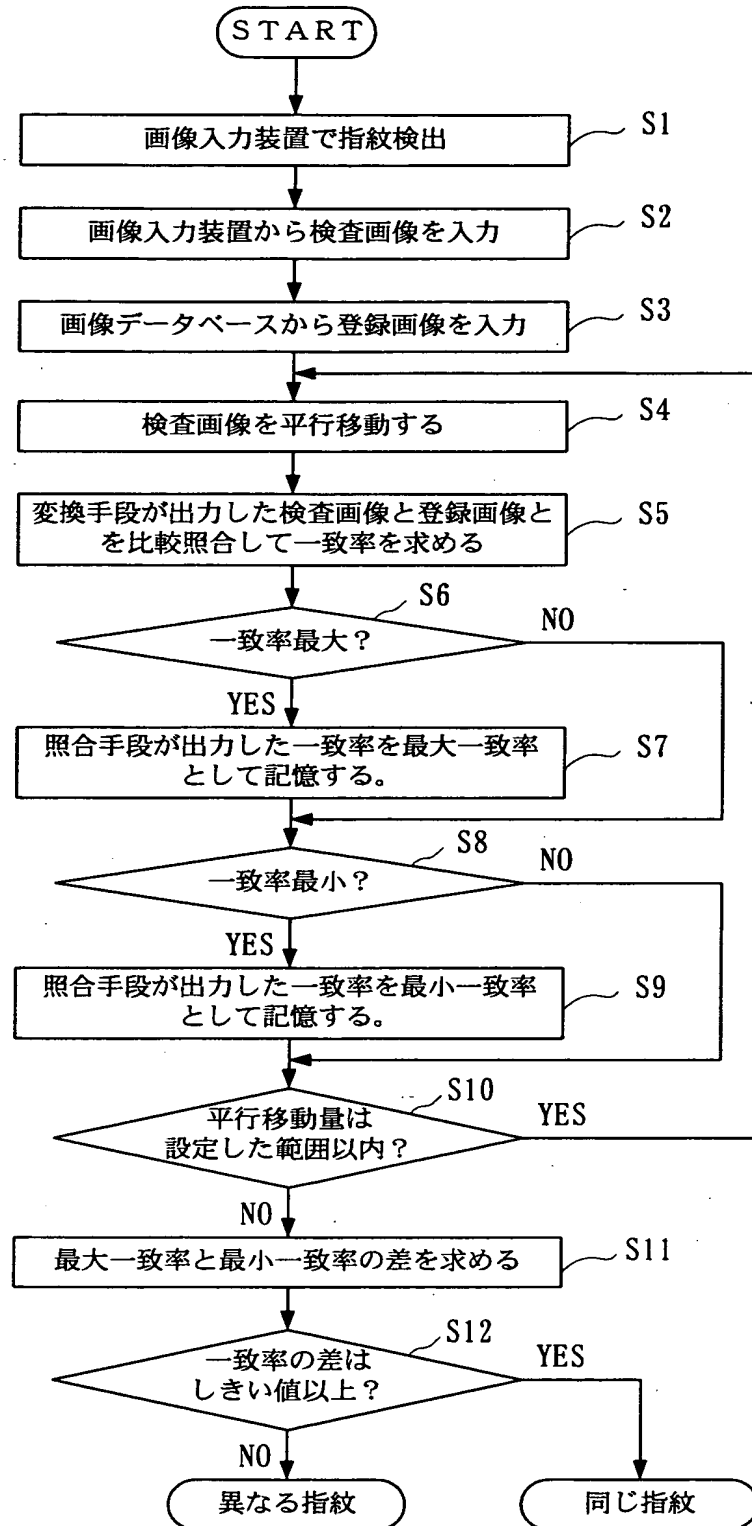 START
画像入力装置で指紋検出
S1
画像入力装置から検査画像を入力
S2
画像データベースから登録画像を入力
S3
検査画像を平行移動する
S4
変換手段が出力した検査画像と登録画像と
を比較照合して一致率を求める
S5
S6
一致率最大?
NO
YES
照合手段が出力した一致率を最大一致率
として記憶する。
S7
S8
一致率最小?
NO
YES
照合手段が出力した一致率を最小一致率
として記憶する。
S9
S10
平行移動量は
設定した範囲以内?
YES
NO
最大一致率と最小一致率の差を求める
S11
S12
一致率の差は
しきい値以上?
YES
NO
異なる指紋
同じ指紋